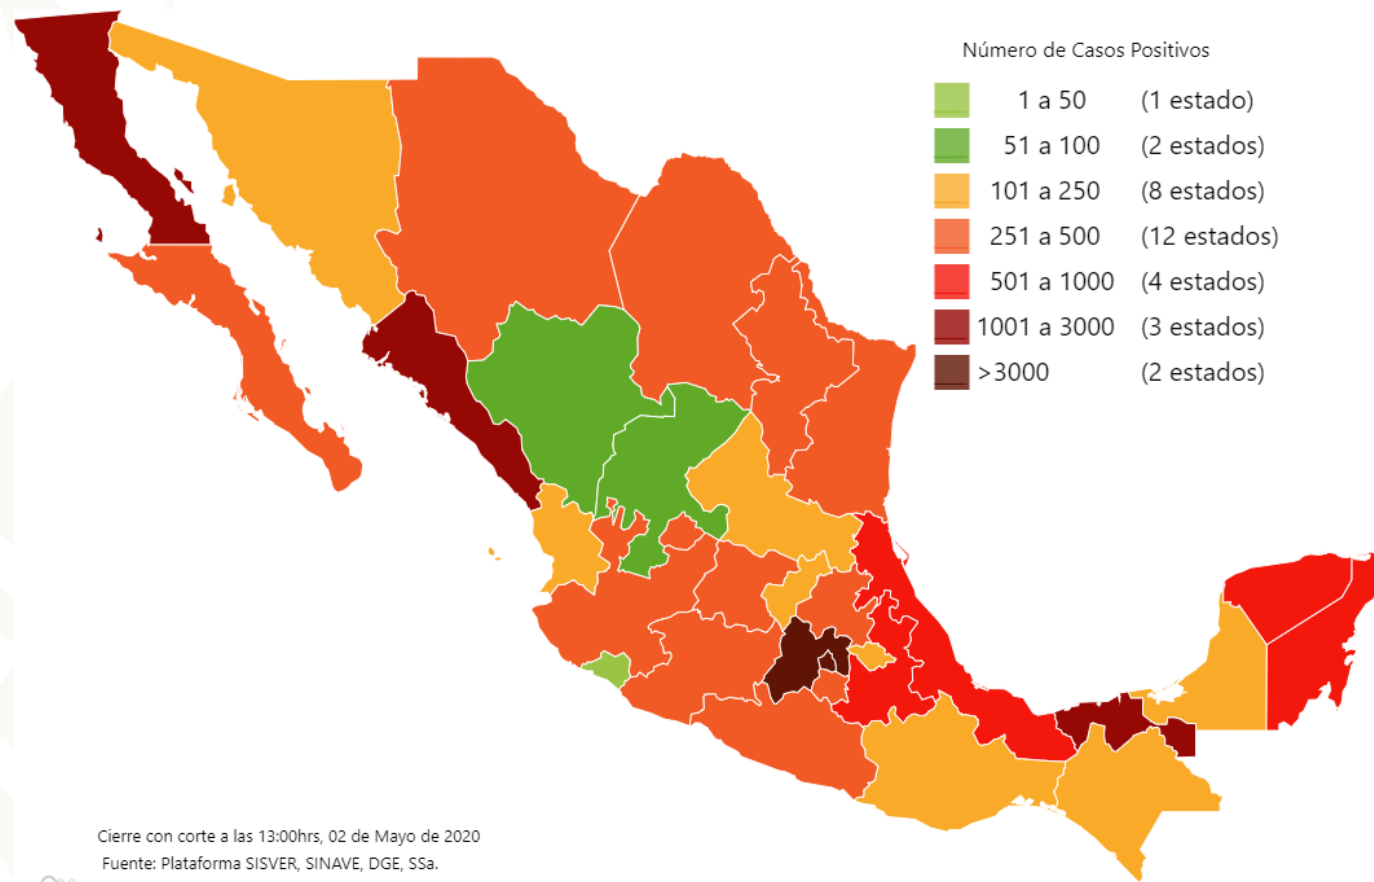 Número de Casos Positivos
1 a 50 (1 estado)
51 a 100 (2 estados)
101 a 250 (8 estados)
251 a 500 (12 estados)
501 a 1000 (4 estados)
1001 a 3000 (3 estados)
>3000 (2 estados)
Cierre con corte a las 13:00hrs, 02 de Mayo de 2020
Fuente: Plataforma SISVER, SINAVE, DGE, SSa.